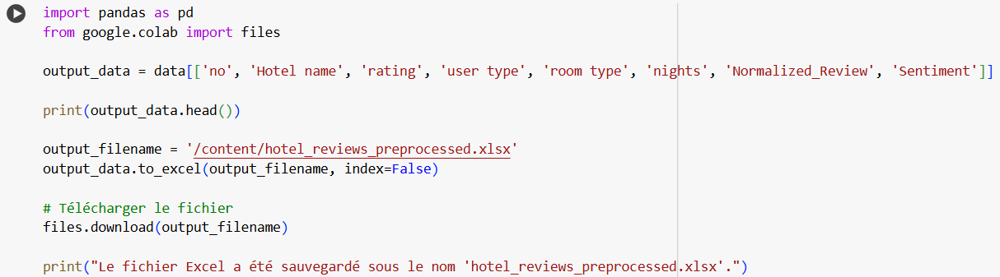 import pandas as pd
from google.colab import files
output_data = data[['no', 'Hotel name', 'rating', 'user type', 'room type', 'nights', 'Normalized_Review', 'Sentiment']]
print(output_data.head())
output_filename = '/content/hotel_reviews_preprocessed.xlsx'
output_data.to_excel(output_filename, index=False)
# Télécharger le fichier
files.download(output_filename)
print("Le fichier Excel a été sauvegardé sous le nom 'hotel_reviews_preprocessed.xlsx'.")